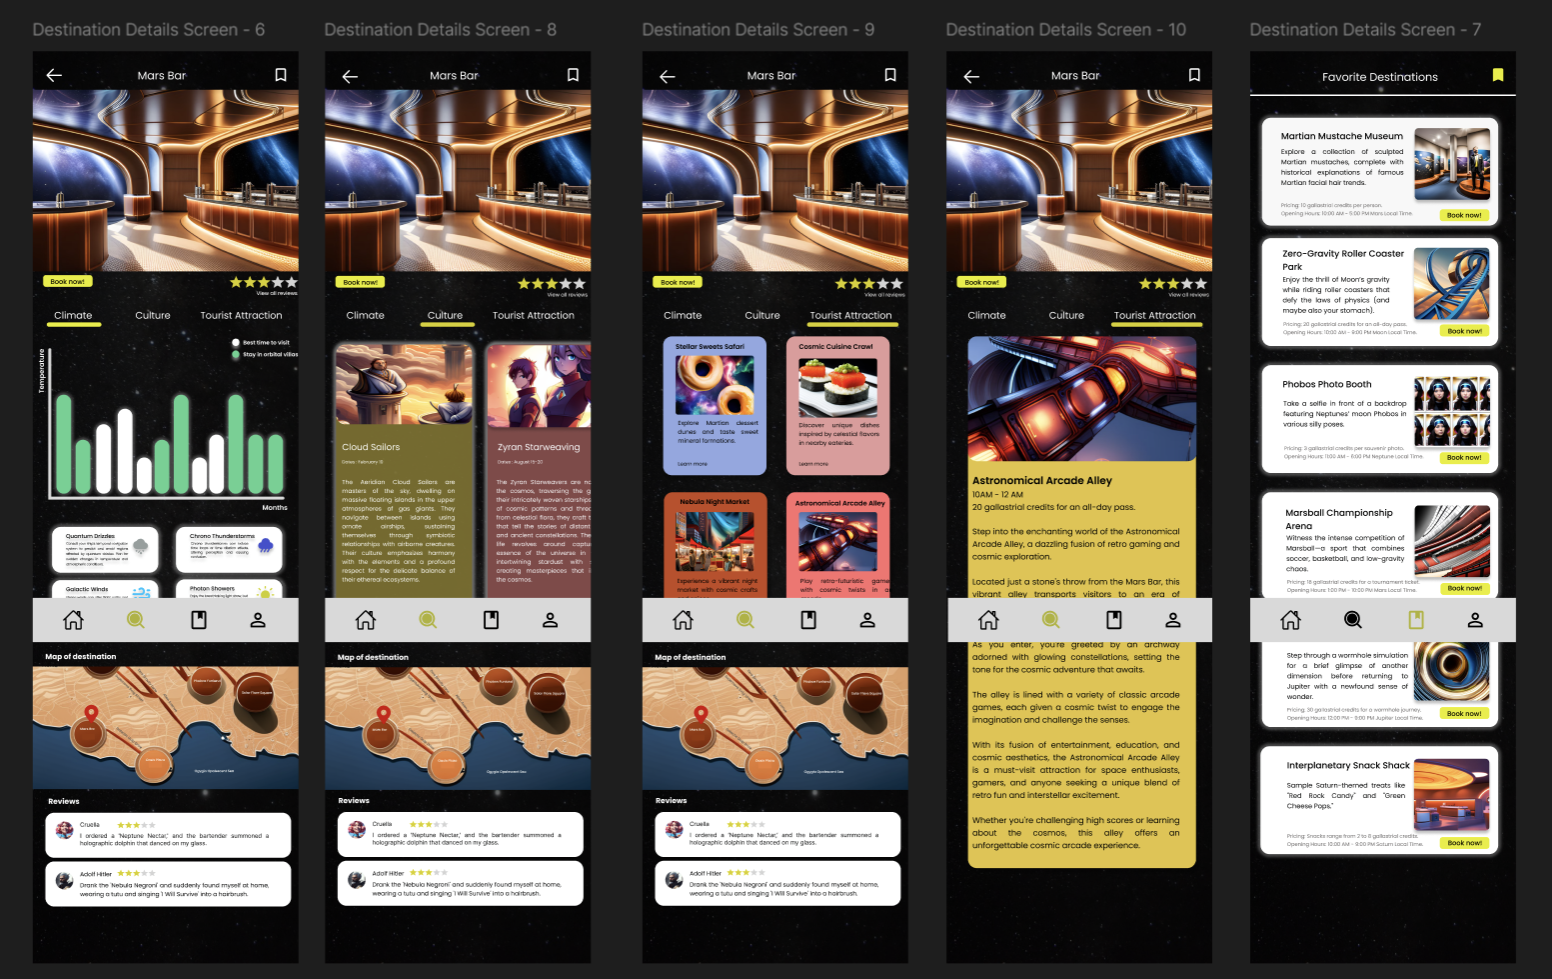 Destination Details Screen - 6
Mars Bar
Book now!
View all reviews
Climate
Culture
Tourist Attraction
Best time to visit
Stay in orbital villas
Temperature
Months
Quantum Drizzles
Chrono Thunderstorms
Galactic Winds
Photon Showers
Map of destination
Reviews
Cruella
I ordered a 'Neptune Nectar,' and the bartender summoned a
holographic dolphin that danced on my glass.
Adolf Hitler
Drank the 'Nebula Negroni' and suddenly found myself at home,
wearing a tutu and singing 'I Will Survive' into a hairbrush.
Destination Details Screen - 8
Mars Bar
Book now!
View all reviews
Climate
Culture
Tourist Attraction
Cloud Sailors
Dates: February 10
The Aeridian Cloud Sailors are
masters of the sky, dwelling on
massive floating islands in the upper
atmospheres of gas giants. They
navigate between islands using
ornate airships, sustaining
themselves through symbiotic
relationships with airborne creatures.
Their culture emphasizes harmony
with the elements and a profound
respect for the delicate balance of
their ethereal ecosystems.
Zyran Starweaving
Dates: August 15-20
The Zyran Starweavers are
the cosmos, traversing the
their intricately woven starships
of cosmic patterns and
from celestial flora, they craft
that tell the stories of distant
and ancient constellations. The
life revolves around
essence of the universe in
intertwining stardust with
creating masterpieces that
the cosmos.
Map of destination
Reviews
Cruella
I ordered a 'Neptune Nectar,' and the bartender summoned a
holographic dolphin that danced on my glass.
Adolf Hitler
Drank the 'Nebula Negroni' and suddenly found myself at home,
wearing a tutu and singing 'I Will Survive' into a hairbrush.
Destination Details Screen - 9
Mars Bar
Book now!
View all reviews
Climate
Culture
Tourist Attraction
Stellar Sweets Safari
Explore Martian dessert
dunes and taste sweet
mineral formations.
Learn more
Cosmic Cuisine Crawl
Discover unique dishes
inspired by celestial flavors
in nearby eateries.
Learn more
Nebula Night Market
Experience a vibrant night
market with cosmic crafts
Astronomical Arcade Alley
Play retro-futuristic game
with cosmic twists in
Map of destination
Reviews
Cruella
I ordered a 'Neptune Nectar,' and the bartender summoned a
holographic dolphin that danced on my glass.
Adolf Hitler
Drank the 'Nebula Negroni' and suddenly found myself at home,
wearing a tutu and singing 'I Will Survive' into a hairbrush.
Destination Details Screen - 10
Mars Bar
Book now!
View all reviews
Climate
Culture
Tourist Attraction
Astronomical Arcade Alley
10AM - 12 AM
20 gallastrial credits for an all-day pass.
Step into the enchanting world of the Astronomical
Arcade Alley, a dazzling fusion of retro gaming and
cosmic exploration.
Located just a stone's throw from the Mars Bar, this
vibrant alley transports visitors to an era of
As you enter, you're greeted by an archway
adorned with glowing constellations, setting the
tone for the cosmic adventure that awaits.
The alley is lined with a variety of classic arcade
games, each given a cosmic twist to engage the
imagination and challenge the senses.
With its fusion of entertainment, education, and
cosmic aesthetics, the Astronomical Arcade Alley
is a must-visit attraction for space enthusiasts,
gamers, and anyone seeking a unique blend of
retro fun and interstellar excitement.
Whether you're challenging high scores or learning
about the cosmos, this alley offers an
unforgettable cosmic arcade experience.
Destination Details Screen - 7
Favorite Destinations
Martian Mustache Museum
Explore a collection of sculpted
Martian mustaches, complete with
historical explanations of famous
Martian facial hair trends.
Pricing: 10 gallastrial credits per person.
Opening Hours: 10:00 AM - 5:00 PM Mars Local Time.
Book now!
Zero-Gravity Roller Coaster
Park
Enjoy the thrill of Moon's gravity
while riding roller coasters that
defy the laws of physics (and
maybe also your stomach).
Pricing: 20 gallastrial credits for an all-day pass.
Opening Hours: 10:00 AM - 8:00 PM Moon Local Time.
Book now!
Phobos Photo Booth
Take a selfie in front of a backdrop
featuring Neptunes' moon Phobos in
various silly poses.
Pricing: 3 gallastrial credits per souvenir photo.
Opening Hours: 11:00 AM - 6:00 PM Neptune Local Time.
Book now!
Marsball Championship
Arena
Witness the intense competition of
Marsball—a sport that combines
soccer, basketball, and low-gravity
chaos.
Pricing: 18 gallastrial credits for a tournament ticket.
Opening Hours: 1:00 PM - 10:00 PM Mars Local Time.
Book now!
Step through a wormhole simulation
for a brief glimpse of another
dimension before returning to
Jupiter with a newfound sense of
wonder.
Pricing: 30 gallastrial credits for a wormhole journey.
Opening Hours: 12:00 PM - 9:00 PM Jupiter Local Time.
Book now!
Interplanetary Snack Shack
Sample Saturn-themed treats like
"Red Rock Candy" and "Green
Cheese Pops."
Pricing: Snacks range from 2 to 8 gallastrial credits.
Opening Hours: 10:00 AM - 9:00 PM Saturn Local Time.
Book now!